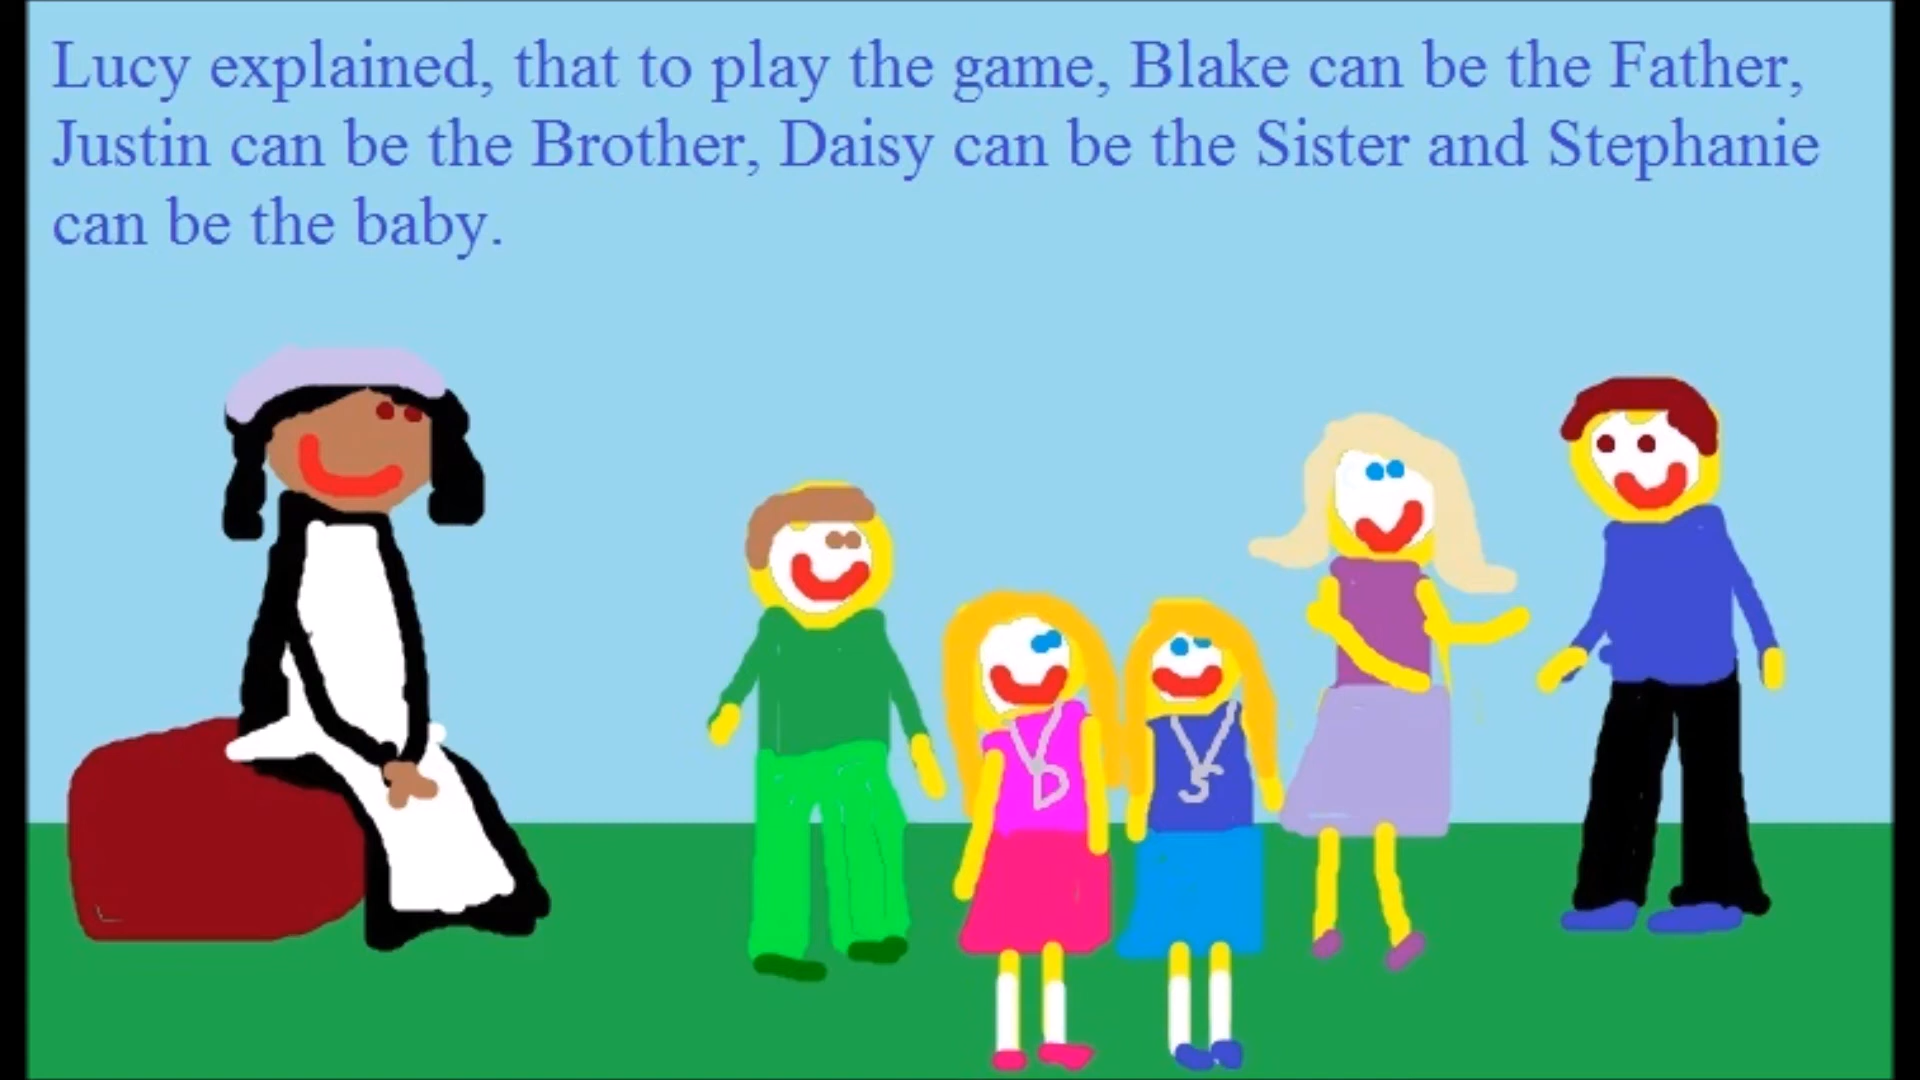 Lucy explained, that to play the game, Blake can be the Father,
Justin can be the Brother, Daisy can be the Sister and Stephanie
can be the baby.
D
S